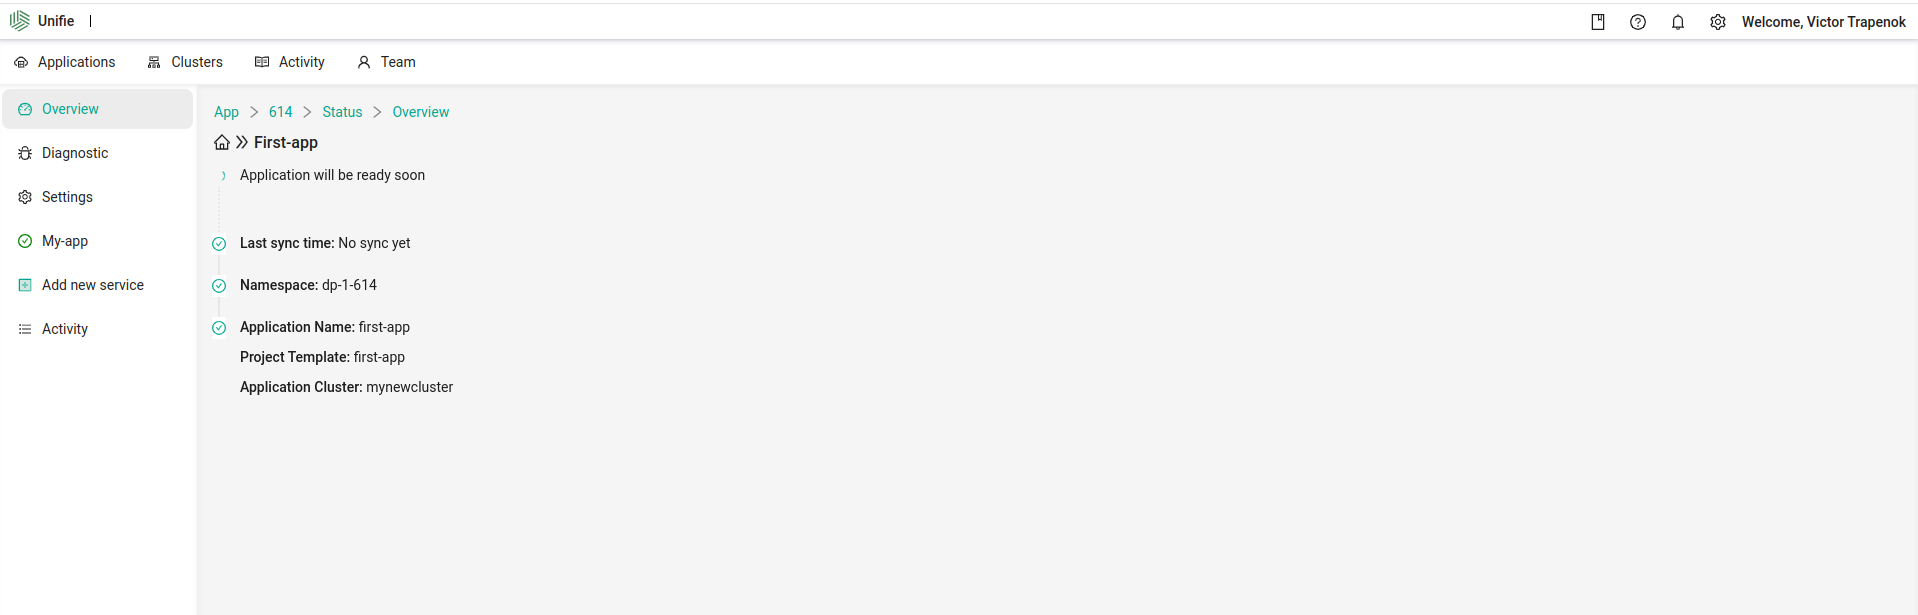 Unifie
Welcome, Victor Trapenok
Applications Clusters Activity Team
Overview
Diagnostic
Settings
My-app
Add new service
Activity
App > 614 > Status > Overview
First-app
Application will be ready soon
Last sync time: No sync yet
Namespace: dp-1-614
Application Name: first-app
Project Template: first-app
Application Cluster: mynewcluster